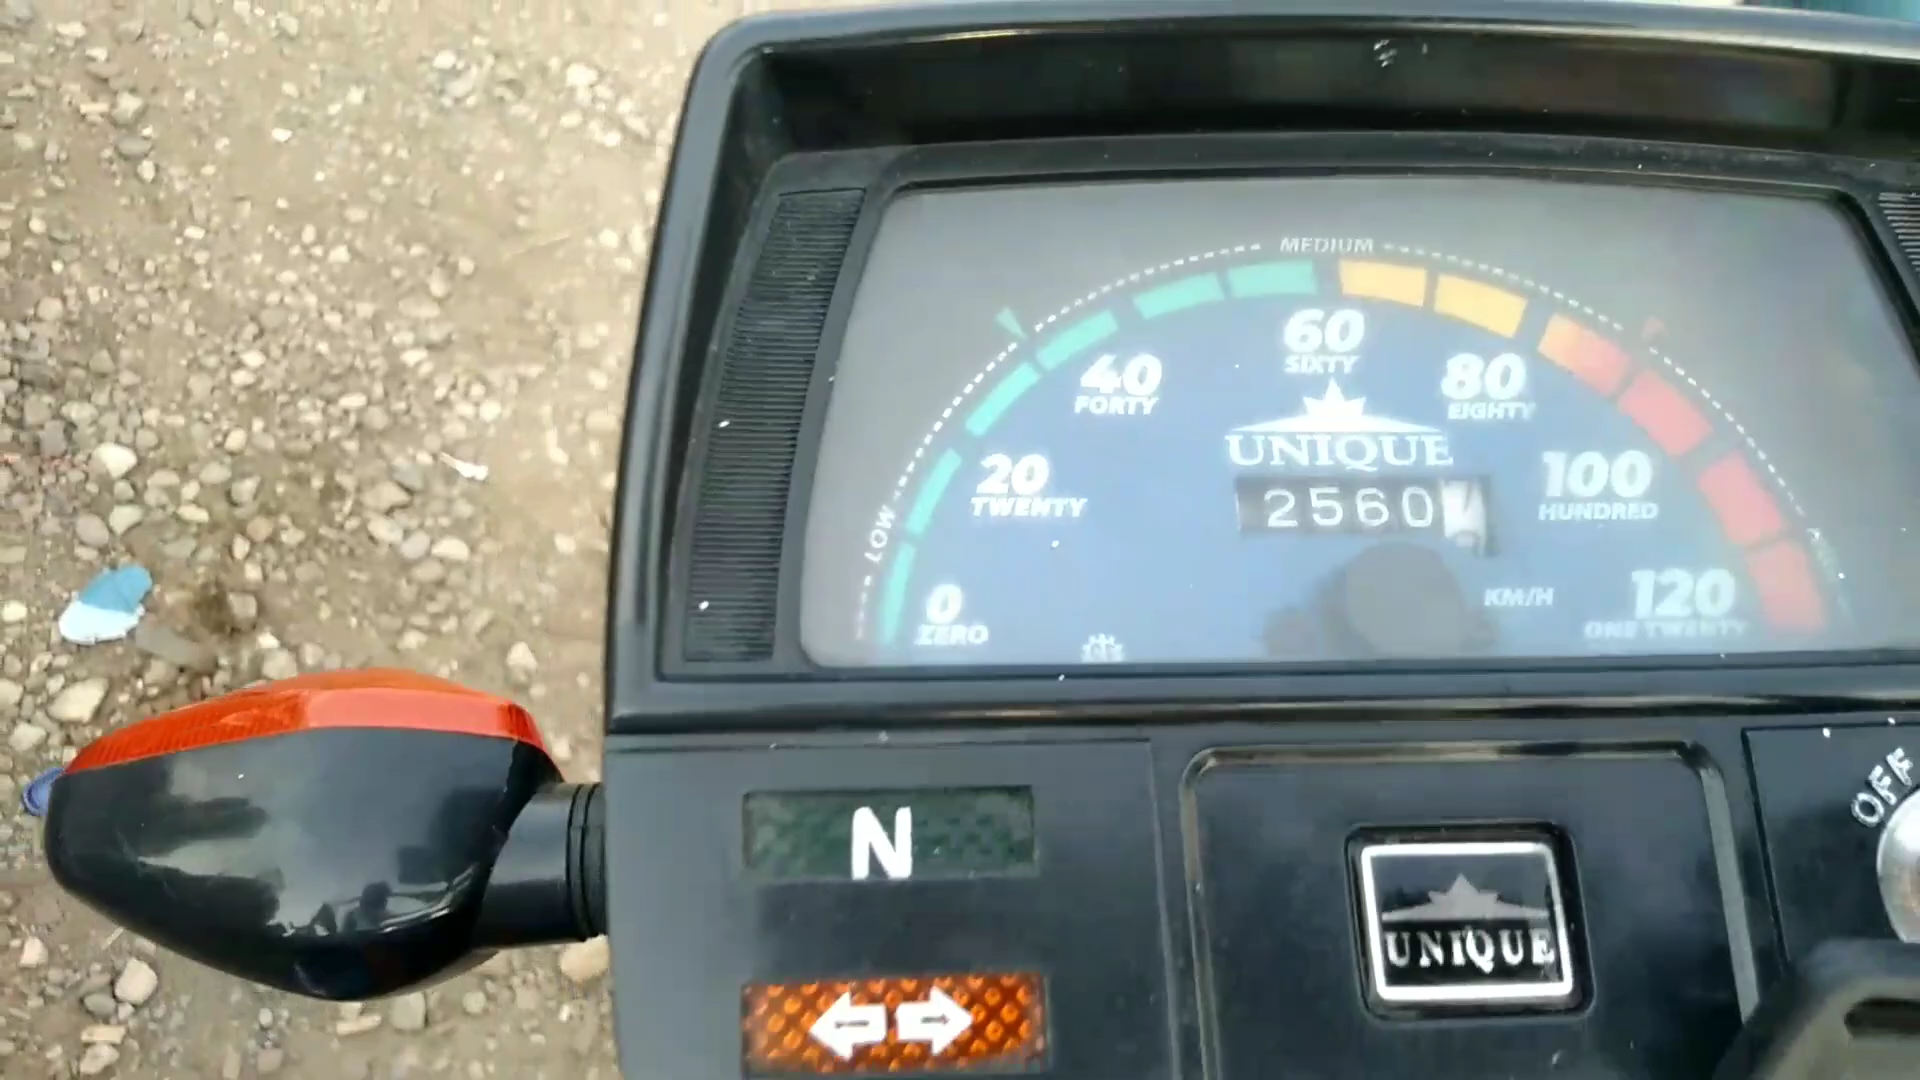 MEDIUM
60
SIXTY
40
FORTY
80
EIGHTY
UNIQUE
20
TWENTY
2560
100
HUNDRED
LOW
0
ZERO
KM/H
120
ONE TWENTY
OFF
N
UNIQUE